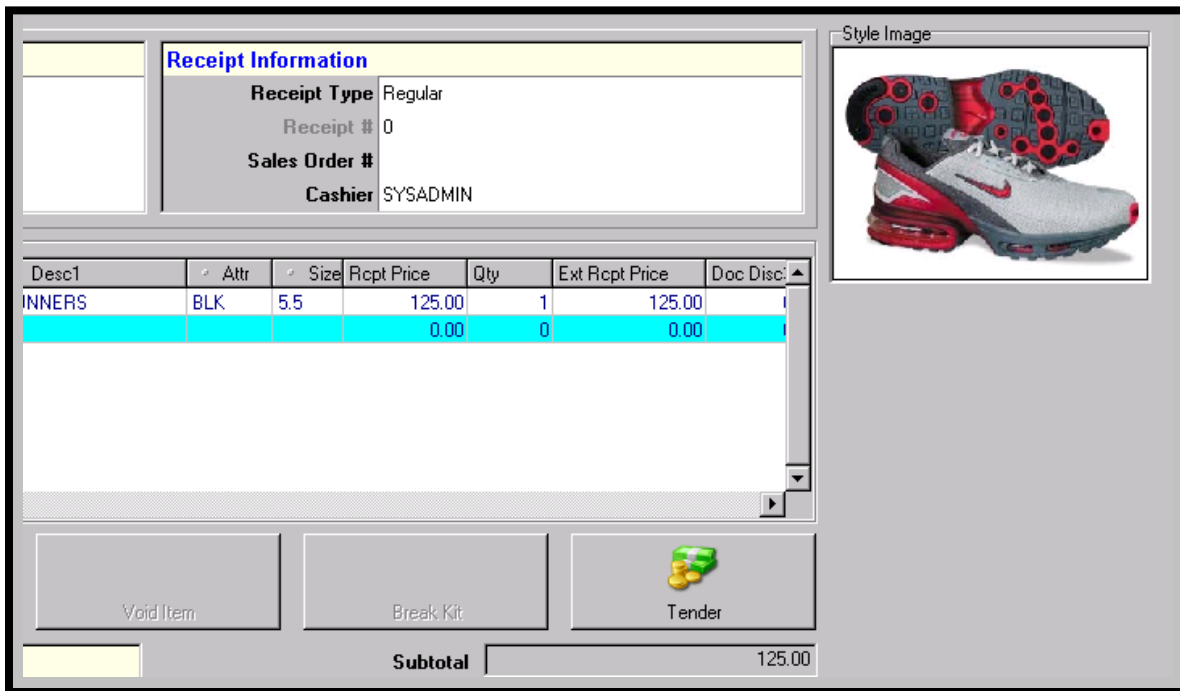 Style Image
Receipt Information
Receipt Type Regular
Receipt # 0
Sales Order #
Cashier SYSADMIN
Desc1 Attr Size Rcpt Price Qty Ext Rcpt Price Doc Disc
INNERS BLK 5.5 125.00 1 125.00
0.00 0 0.00
Void Item Break Kit Tender
Subtotal 125.00